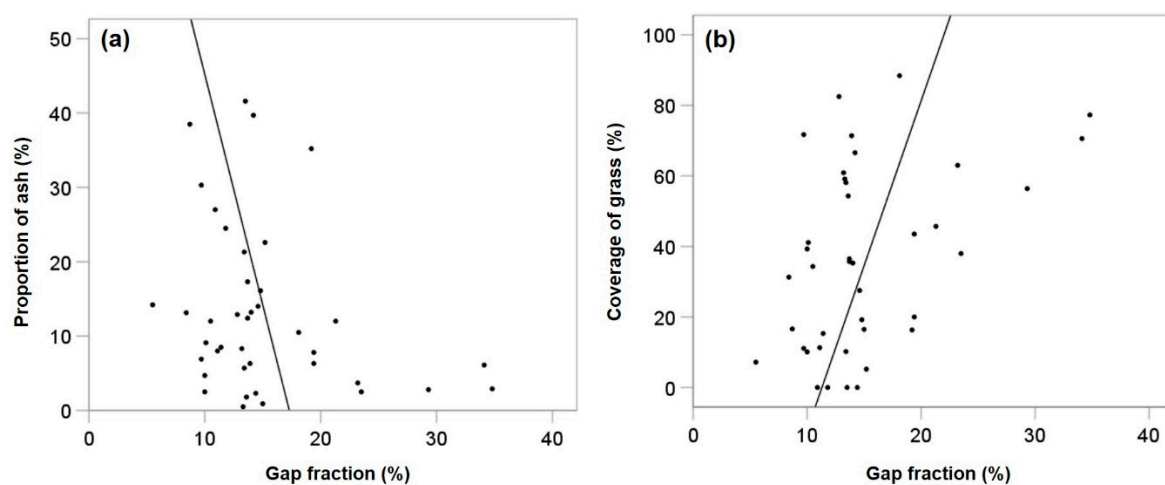 (a)
Proportion of ash (%)
50
40
30
20
10
0
0 10 20 30 40
Gap fraction (%)
(b)
Coverage of grass (%)
100
80
60
40
20
0
0 10 20 30 40
Gap fraction (%)